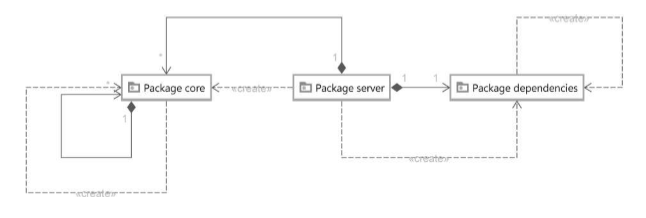 «create»
1
*
* Package core «create» Package server 1 1 Package dependencies
1
«create»
«create»